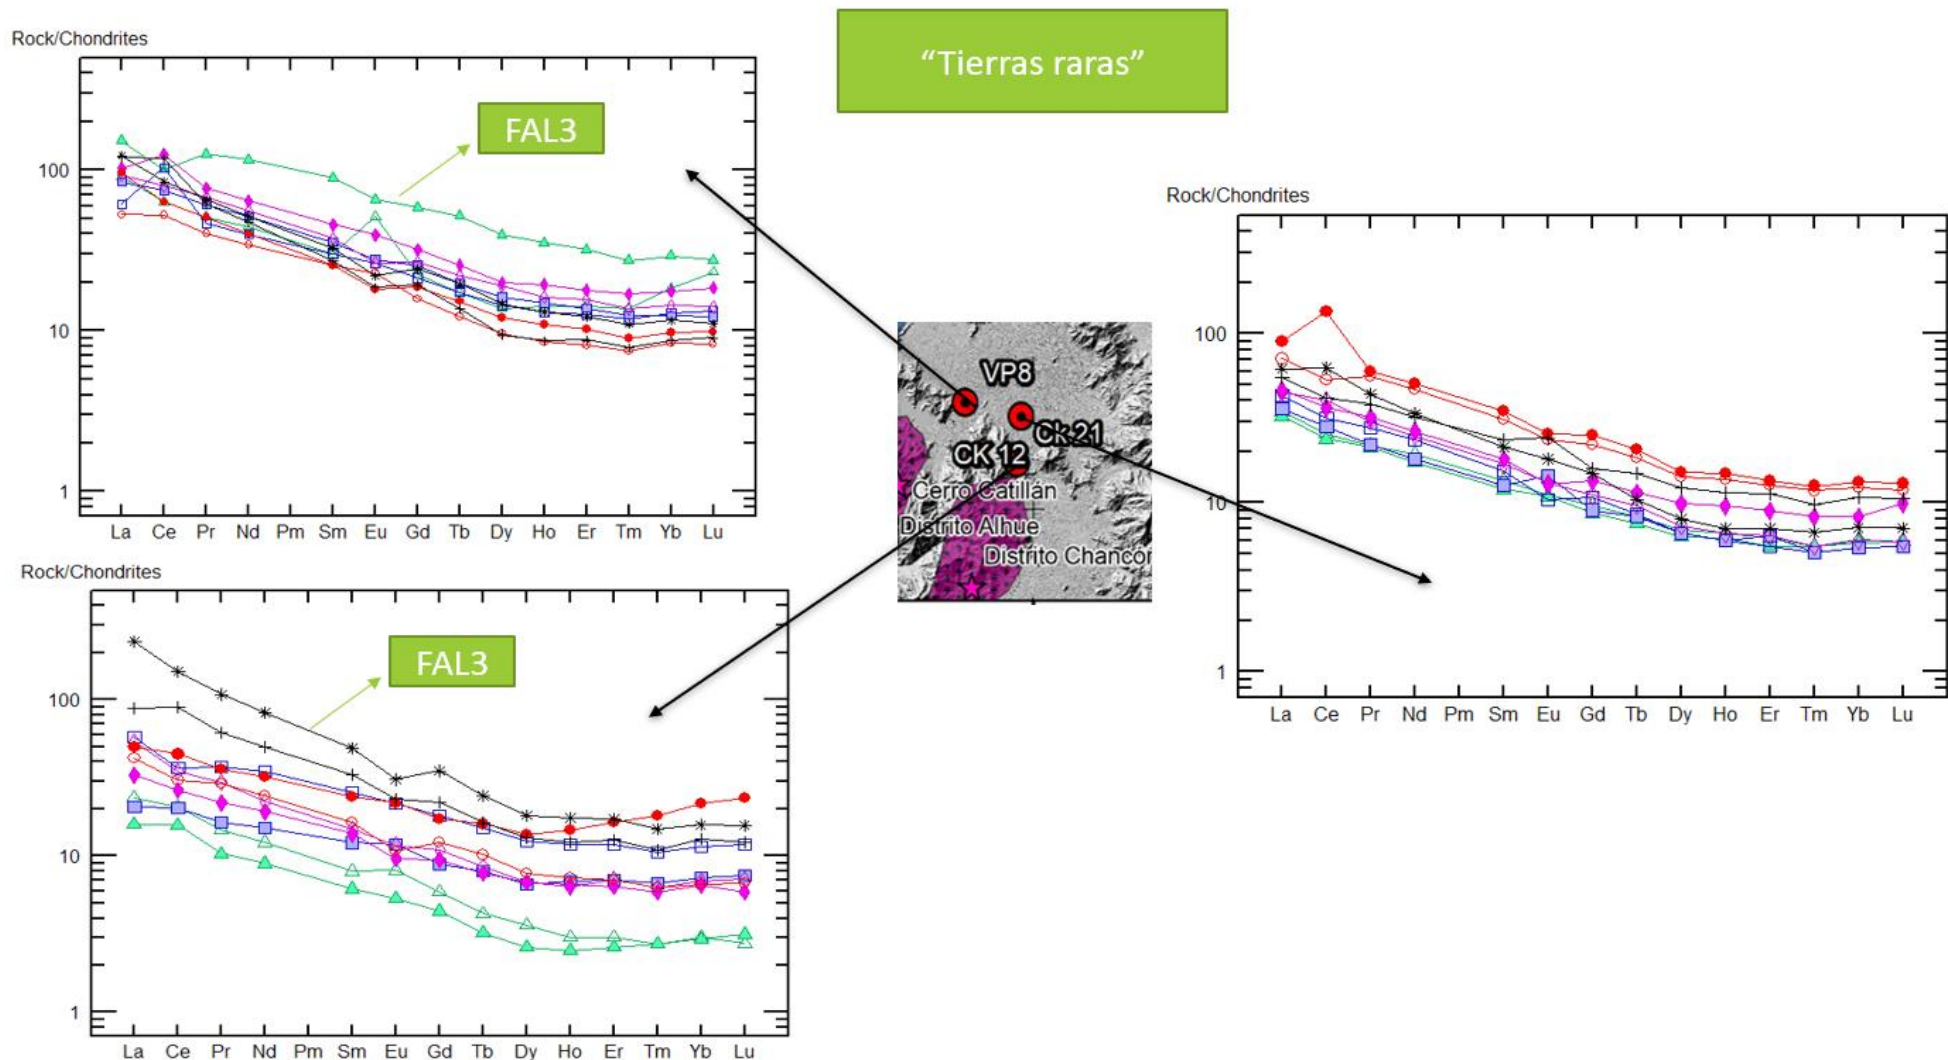 “Tierras raras”
Rock/Chondrites
100
10
1
La Ce Pr Nd Pm Sm Eu Gd Tb Dy Ho Er Tm Yb Lu
FAL3
Rock/Chondrites
100
10
1
La Ce Pr Nd Pm Sm Eu Gd Tb Dy Ho Er Tm Yb Lu
FAL3
VP8
Ck 21
CK 12
Cerro Catillán
Distrito Alhue
Distrito Chancor
Rock/Chondrites
100
10
1
La Ce Pr Nd Pm Sm Eu Gd Tb Dy Ho Er Tm Yb Lu